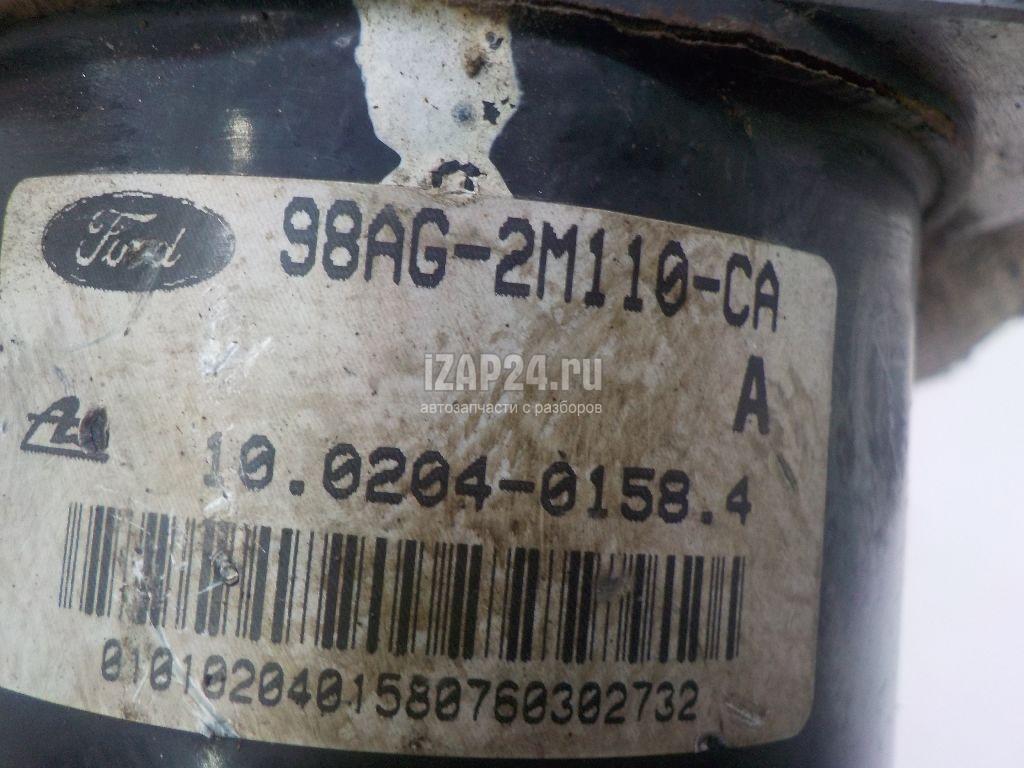 Ford
98AG-2M110-CA
iZAP24.ru
A
автозапчасти с разборов
10.0204-0158.4
0101020401580760302732